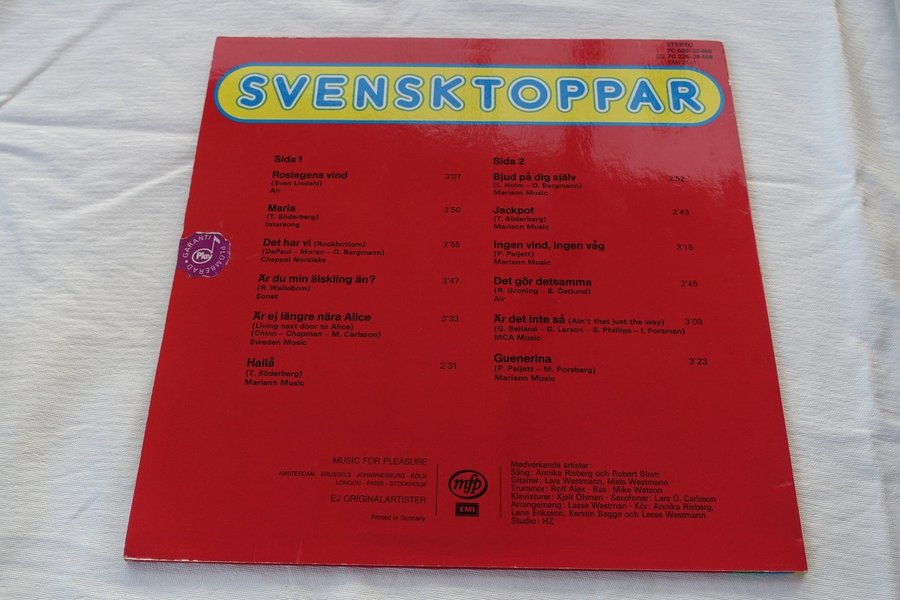 STEREO
SVENSKTOPPAR
GARANTI PLOMBERAD
Play
Sida 1
Roslagens vind 3'07
(Sven Lindahl)
Air
Maria 2'50
(T. Söderberg)
Intersong
Det har vi (Rockbottom) 2'55
(DePaul – Moran – O. Bergmann)
Chappel Nordiska
Är du min älskling än? 3'47
(R. Wallebom)
Sonet
Är ej längre nära Alice 3'33
(Living next door to Alice)
(Chinn – Chapman – M. Carlsson)
Sweden Music
Hallå 2'31
(T. Söderberg)
Mariann Music
Sida 2
Bjud på dig själv 2'52
(L. Holm – O. Bergmann)
Mariann Music
Jackpot 2'43
(T. Söderberg)
Mariann Music
Ingen vind, ingen våg 3'15
(P. Paljett)
Mariann Music
Det gör detsamma 2'45
(R. Groning – B. Östlund)
Air
Är det inte så (Ain't that just the way) 3'09
(G. Beiland - G. Larson – S. Phillips – I. Forsman)
MCA Music
Guenerina 3'23
(P. Paljett – M. Forsberg)
Mariann Music
MUSIC FOR PLEASURE
AMSTERDAM · BRUSSELS · JOHANNESBURG · KÖLN
LONDON · PARIS · STOCKHOLM
EJ ORIGINALARTISTER
Printed in Germany
mfp
EMI
Medverkande artister:
Sång: Annika Risberg och Robert Blom
Gitarrer: Lars Westmann, Mats Westmann
Trummor: Rolf Alex · Bas: Mike Watson
Klaviaturer: Kjell Öhman · Saxofoner: Lars O. Carlsson
Arrangemang: Lasse Westman · Kör: Annika Risberg,
Lena Eriksson, Kerstin Bagge och Lasse Westmann
Studio: HZ